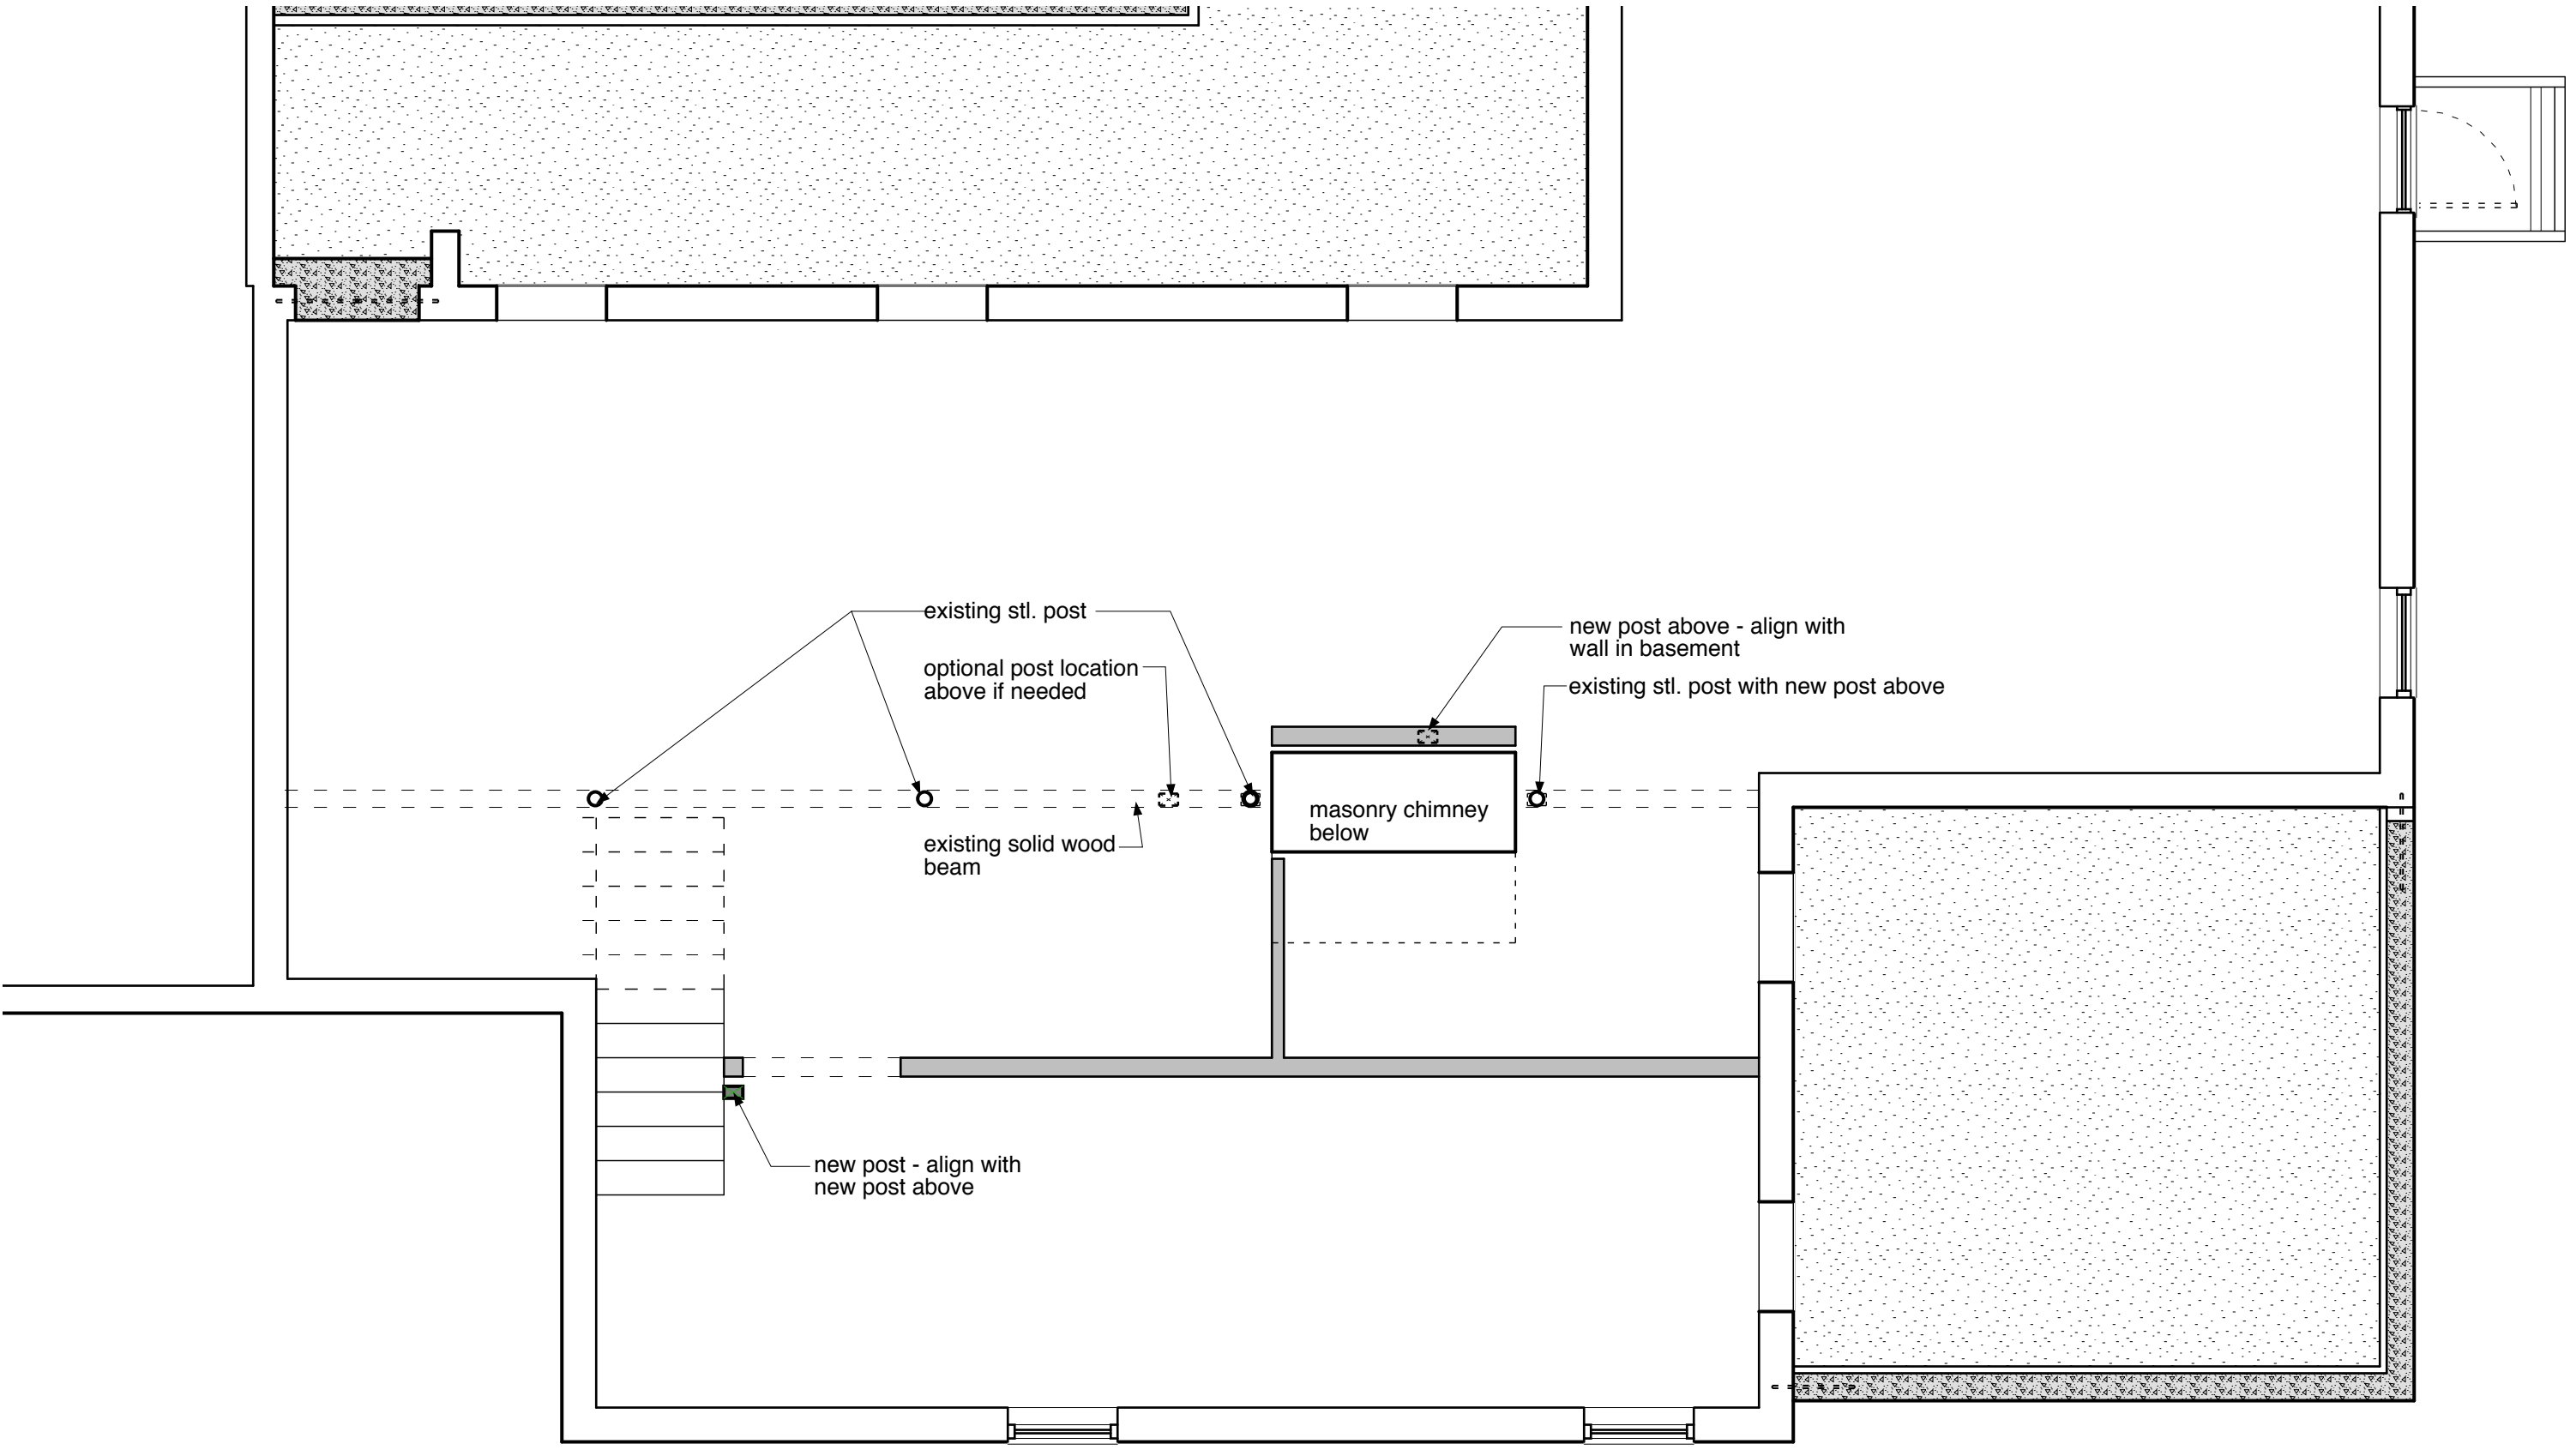 existing stl. post
new post above - align with
wall in basement
optional post location
above if needed
existing stl. post with new post above
masonry chimney
below
existing solid wood
beam
new post - align with
new post above